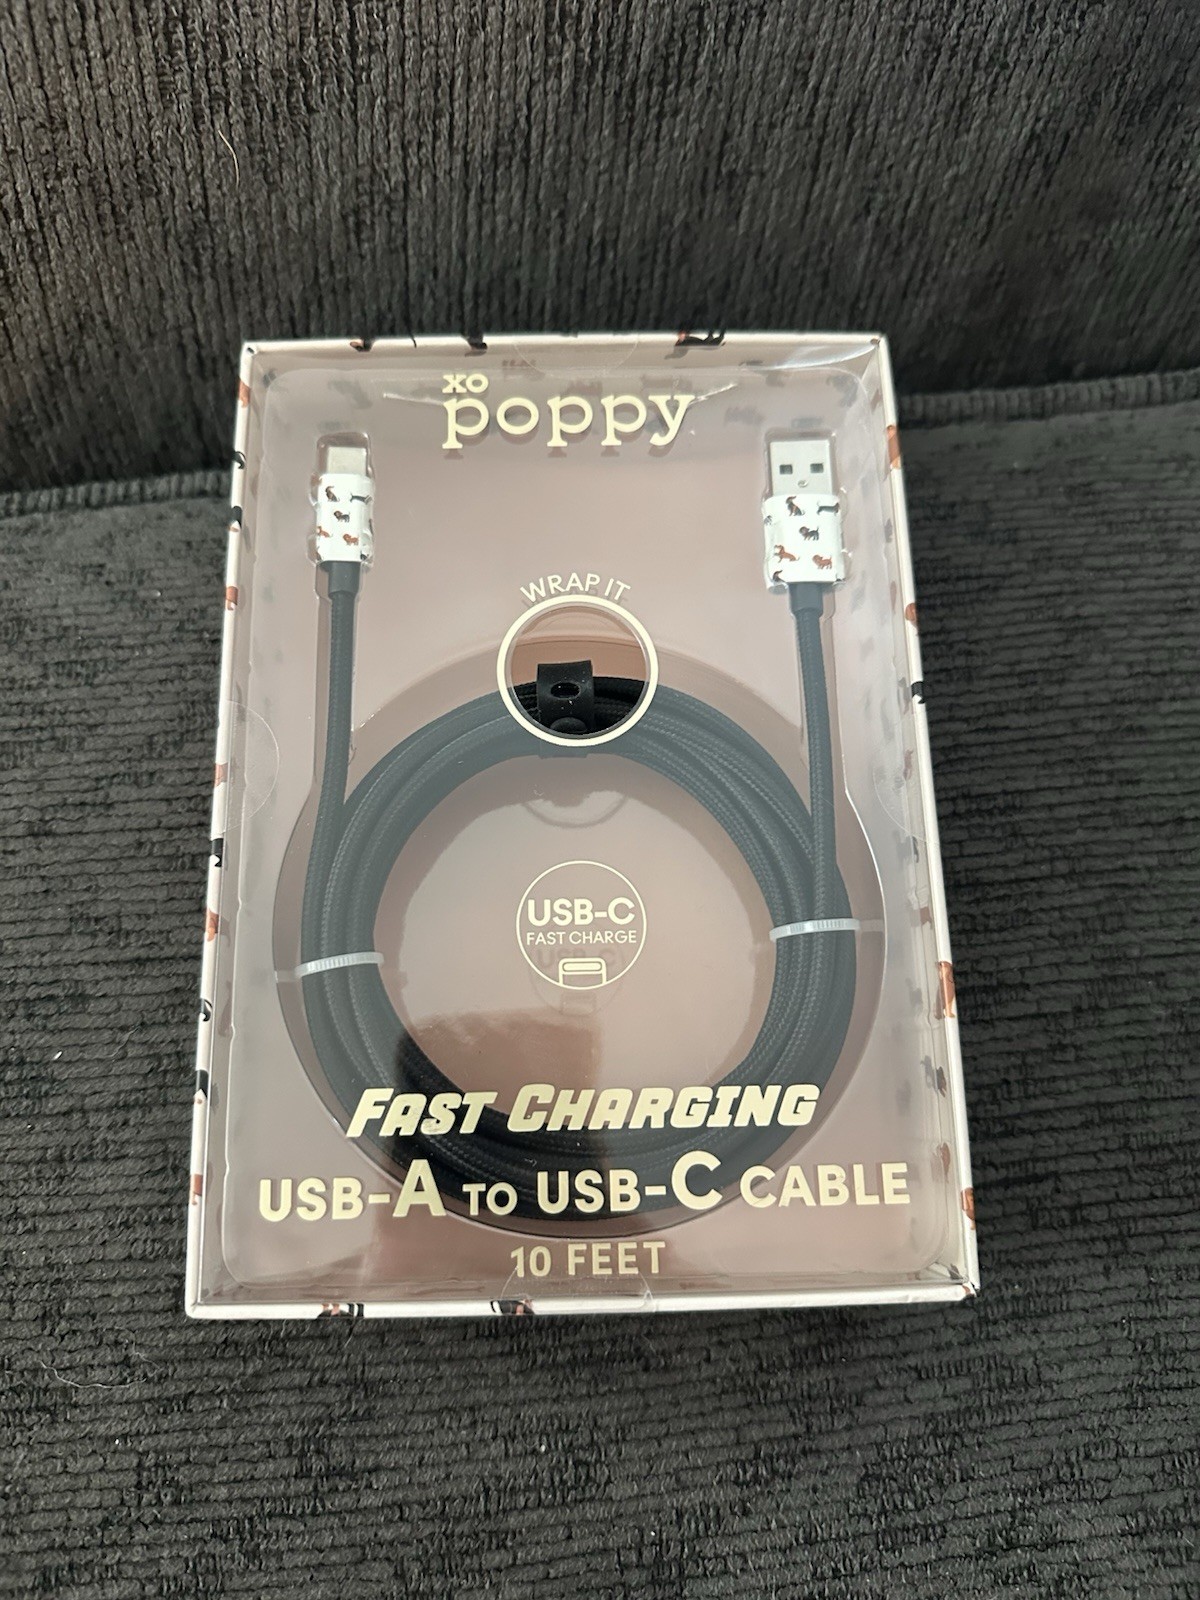 xo
poppy
WRAP IT
USB-C
FAST CHARGE
FAST CHARGING
USB-A TO USB-C CABLE
10 FEET